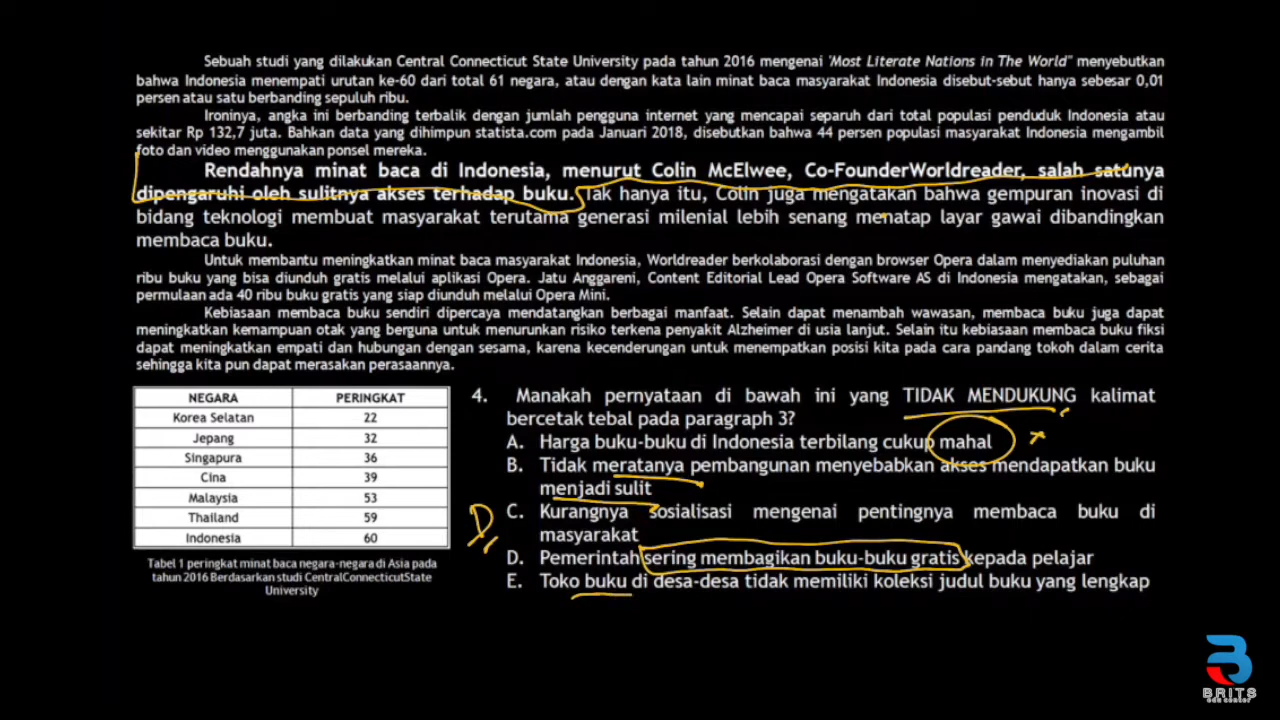 Sebuah studi yang dilakukan Central Connecticut State University pada tahun 2016 mengenai 'Most Literate Nations in The World" menyebutkan
bahwa Indonesia menempati urutan ke-60 dari total 61 negara, atau dengan kata lain minat baca masyarakat Indonesia disebut-sebut hanya sebesar 0,01
persen atau satu berbanding sepuluh ribu.
Ironinya, angka ini berbanding terbalik dengan jumlah pengguna internet yang mencapai separuh dari total populasi penduduk Indonesia atau
sekitar Rp 132,7 juta. Bahkan data yang dihimpun statista.com pada Januari 2018, disebutkan bahwa 44 persen populasi masyarakat Indonesia mengambil
foto dan video menggunakan ponsel mereka.
Rendahnya minat baca di Indonesia, menurut Colin McElwee, Co-FounderWorldreader, salah satunya
dipengaruhi oleh sulitnya akses terhadap buku. Tak hanya itu, Colin juga mengatakan bahwa gempuran inovasi di
bidang teknologi membuat masyarakat terutama generasi milenial lebih senang menatap layar gawai dibandingkan
membaca buku.
Untuk membantu meningkatkan minat baca masyarakat Indonesia, Worldreader berkolaborasi dengan browser Opera dalam menyediakan puluhan
ribu buku yang bisa diunduh gratis melalui aplikasi Opera. Jatu Anggareni, Content Editorial Lead Opera Software AS di Indonesia mengatakan, sebagai
permulaan ada 40 ribu buku gratis yang siap diunduh melalui Opera Mini.
Kebiasaan membaca buku sendiri dipercaya mendatangkan berbagai manfaat. Selain dapat menambah wawasan, membaca buku juga dapat
meningkatkan kemampuan otak yang berguna untuk menurunkan risiko terkena penyakit Alzheimer di usia lanjut. Selain itu kebiasaan membaca buku fiksi
dapat meningkatkan empati dan hubungan dengan sesama, karena kecenderungan untuk menempatkan posisi kita pada cara pandang tokoh dalam cerita
sehingga kita pun dapat merasakan perasaannya.
NEGARA PERINGKAT
Korea Selatan 22
Jepang 32
Singapura 36
Cina 39
Malaysia 53
Thailand 59
Indonesia 60
Tabel 1 peringkat minat baca negara-negara di Asia pada
tahun 2016 Berdasarkan studi CentralConnecticutState
University
4. Manakah pernyataan di bawah ini yang TIDAK MENDUKUNG kalimat
bercetak tebal pada paragraph 3?
A. Harga buku-buku di Indonesia terbilang cukup mahal
B. Tidak meratanya pembangunan menyebabkan akses mendapatkan buku
menjadi sulit
C. Kurangnya sosialisasi mengenai pentingnya membaca buku di
masyarakat
D. Pemerintah sering membagikan buku-buku gratis kepada pelajar
E. Toko buku di desa-desa tidak memiliki koleksi judul buku yang lengkap
D
BRITS
edu center